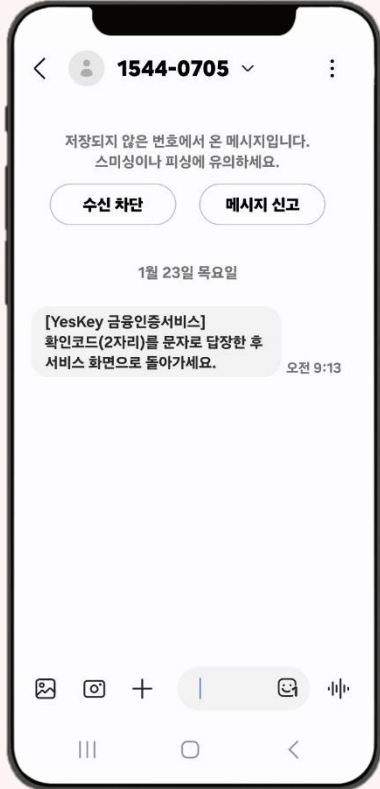 1544-0705
저장되지 않은 번호에서 온 메시지입니다.
스미싱이나 피싱에 유의하세요.
수신 차단
메시지 신고
1월 23일 목요일
[YesKey 금융인증서비스]
확인코드(2자리)를 문자로 답장한 후
서비스 화면으로 돌아가세요.
오전 9:13